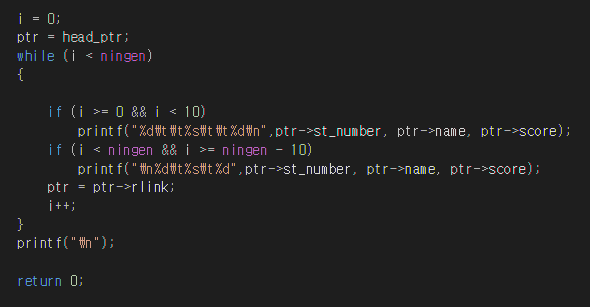 i = 0;
ptr = head_ptr;
while (i < ningen)
{
if (i >= 0 && i < 10)
printf("%d₩t₩t%s₩t₩t%d₩n",ptr->st_number, ptr->name, ptr->score);
if (i < ningen && i >= ningen - 10)
printf("₩n%d₩t%s₩t%d",ptr->st_number, ptr->name, ptr->score);
ptr = ptr->rlink;
i++;
}
printf("₩n");
return 0;